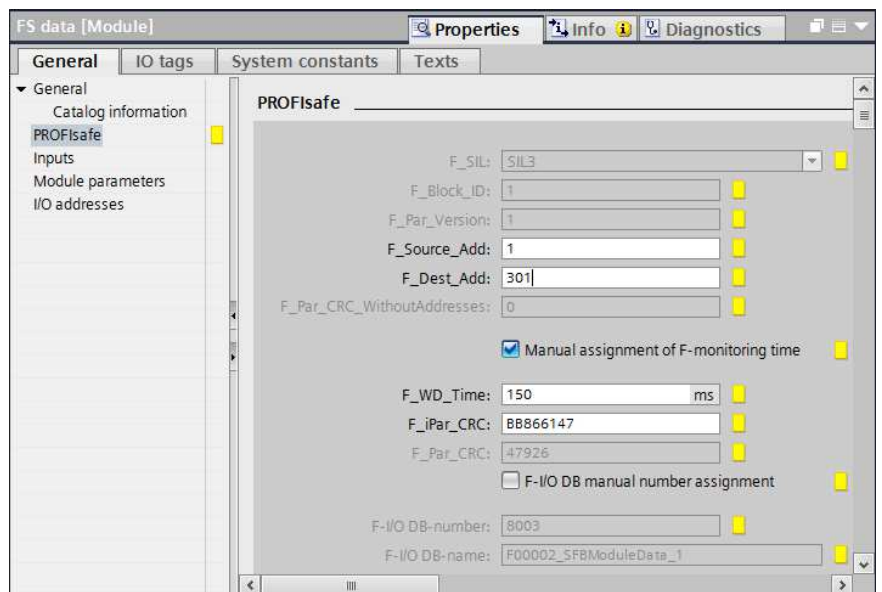 FS data [Module]
Properties
Info
Diagnostics
General
IO tags
System constants
Texts
General
Catalog information
PROFIsafe
Inputs
Module parameters
I/O addresses
PROFIsafe
F_SIL: SIL3
F_Block_ID: 1
F_Par_Version: 1
F_Source_Add: 1
F_Dest_Add: 301
F_Par_CRC_WithoutAddresses: 0
Manual assignment of F-monitoring time
F_WD_Time: 150 ms
F_iPar_CRC: BB866147
F_Par_CRC: 47926
F-I/O DB manual number assignment
F-I/O DB-number: 8003
F-I/O DB-name: F00002_SFBModuleData_1